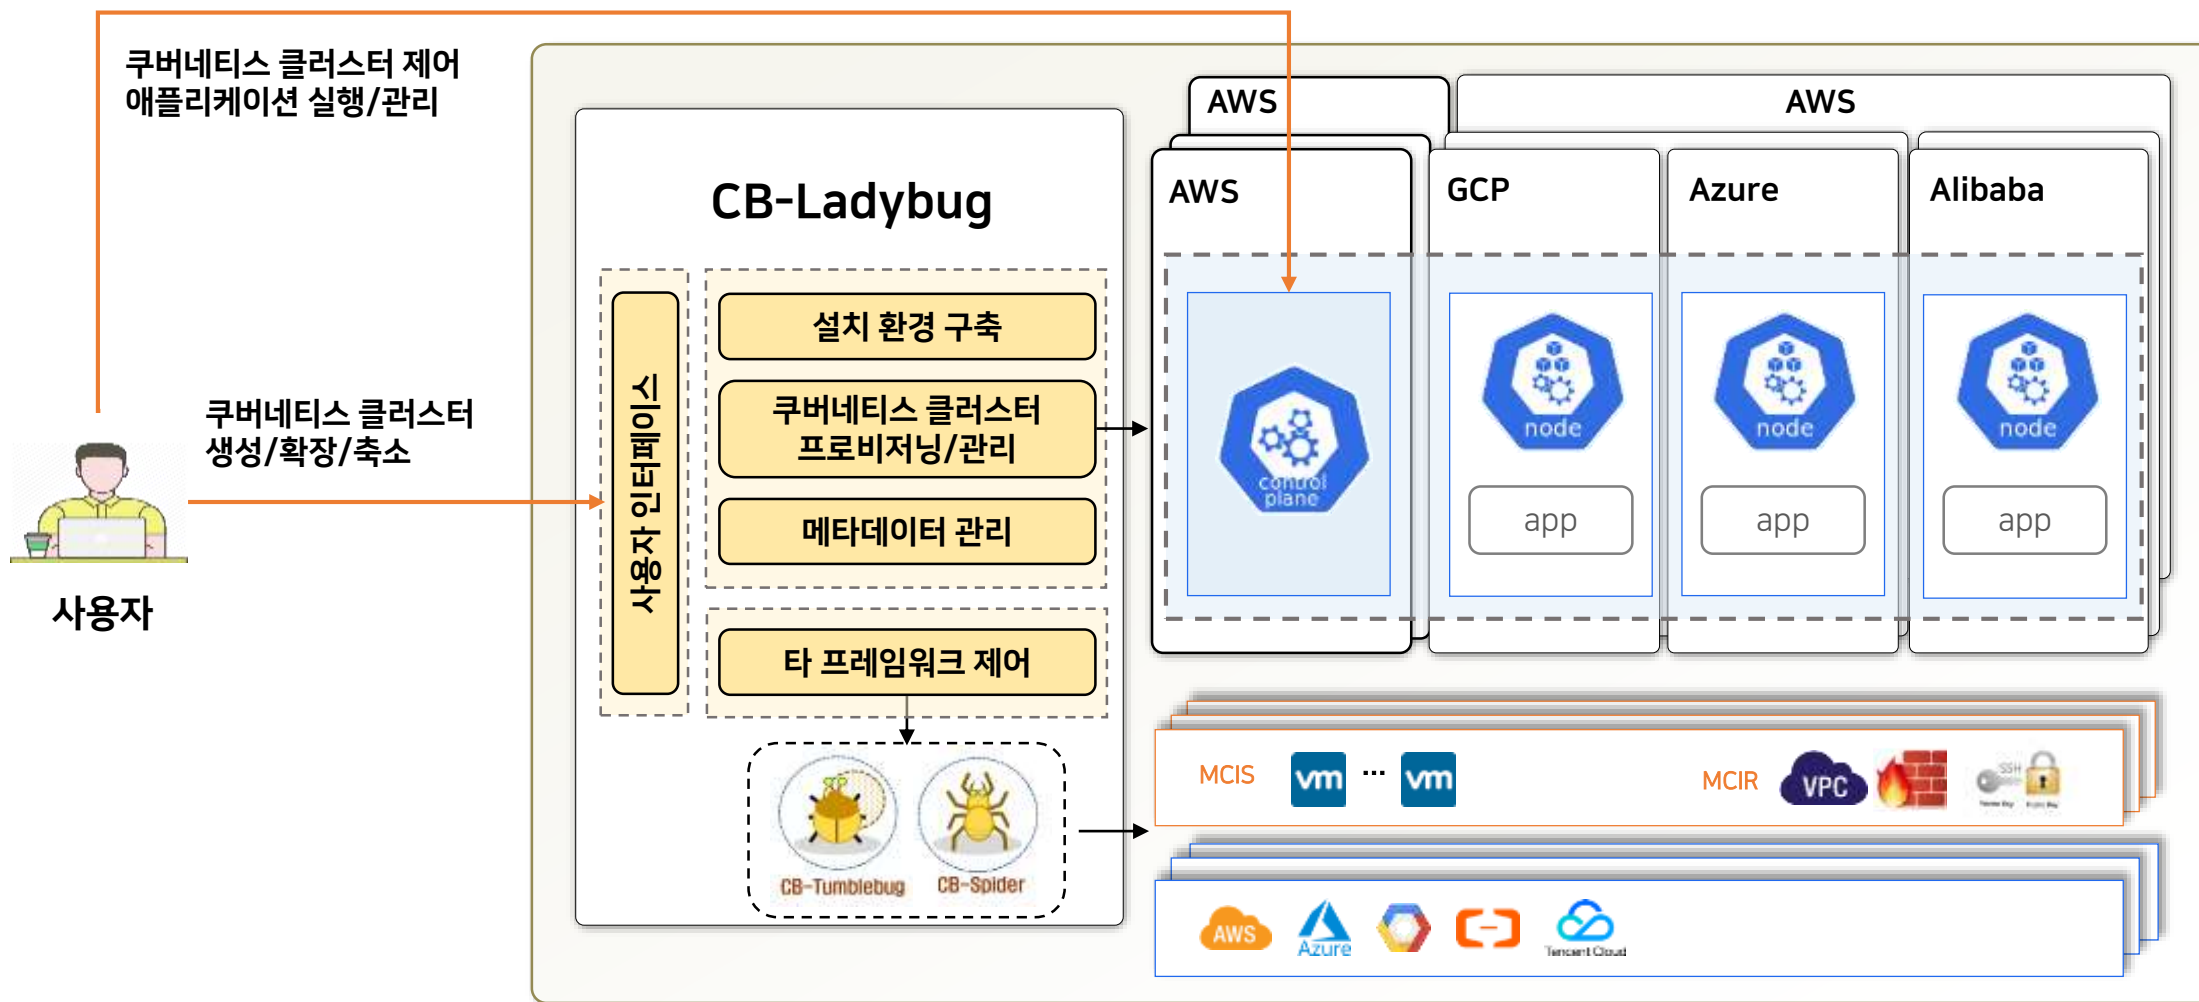 쿠버네티스 클러스터 제어
애플리케이션 실행/관리
쿠버네티스 클러스터
생성/확장/축소
사용자
CB-Ladybug
사용자 인터페이스
설치 환경 구축
쿠버네티스 클러스터
프로비저닝/관리
메타데이터 관리
타 프레임워크 제어
CB-Tumblebug
CB-Spider
AWS
AWS
AWS
GCP
Azure
Alibaba
control
plane
node
node
node
app
app
app
MCIS
vm
...
vm
MCIR
VPC
SSH
AWS
Azure
Tencent Cloud